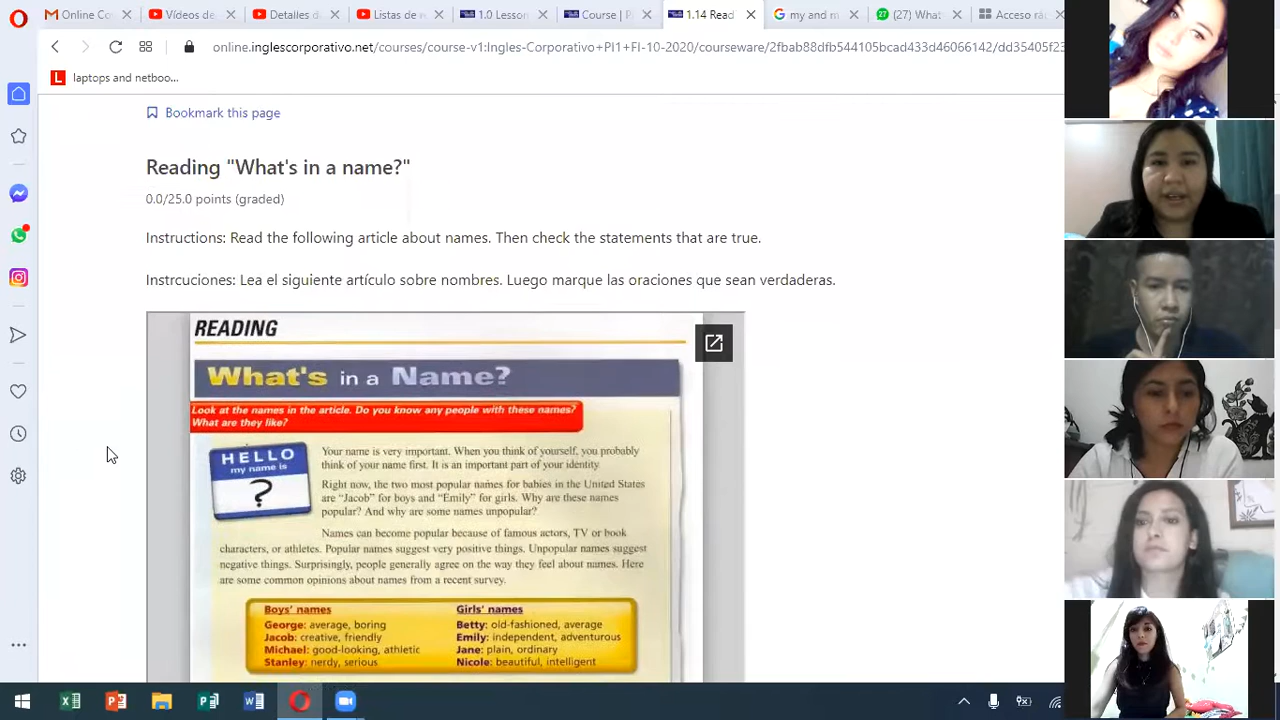 Gmail Online Co
Vídeos de
Detalles de
Listas de re
1.0 Lesson
Course | P
1.14 Read
my and m
27 (27) What
Acceso rá
online.inglescorporativo.net/courses/course-v1:Ingles-Corporativo+PI1+FI-10-2020/courseware/2fbab88dfb544105bcad433d46066142/dd35405f23
L laptops and netboo...
Bookmark this page
Reading "What's in a name?"
0.0/25.0 points (graded)
Instructions: Read the following article about names. Then check the statements that are true.
Instrcuciones: Lea el siguiente artículo sobre nombres. Luego marque las oraciones que sean verdaderas.
READING
What's in a Name?
Look at the names in the article. Do you know any people with these names?
What are they like?
HELLO
my name is
?
Your name is very important. When you think of yourself, you probably
think of your name first. It is an important part of your identity
Right now, the two most popular names for babies in the United States
are "Jacob" for boys and "Emily" for girls. Why are these names
popular? And why are some names unpopular?
Names can become popular because of famous actors, TV or book
characters, or athletes. Popular names suggest very positive things. Unpopular names suggest
negative things. Surprisingly, people generally agree on the way they feel about names. Here
are some common opinions about names from a recent survey.
Boys' names
George: average, boring
Jacob: creative, friendly
Michael: good-looking, athletic
Stanley: nerdy, serious
Girls' names
Betty: old-fashioned, average
Emily: independent, adventurous
Jane: plain, ordinary
Nicole: beautiful, intelligent